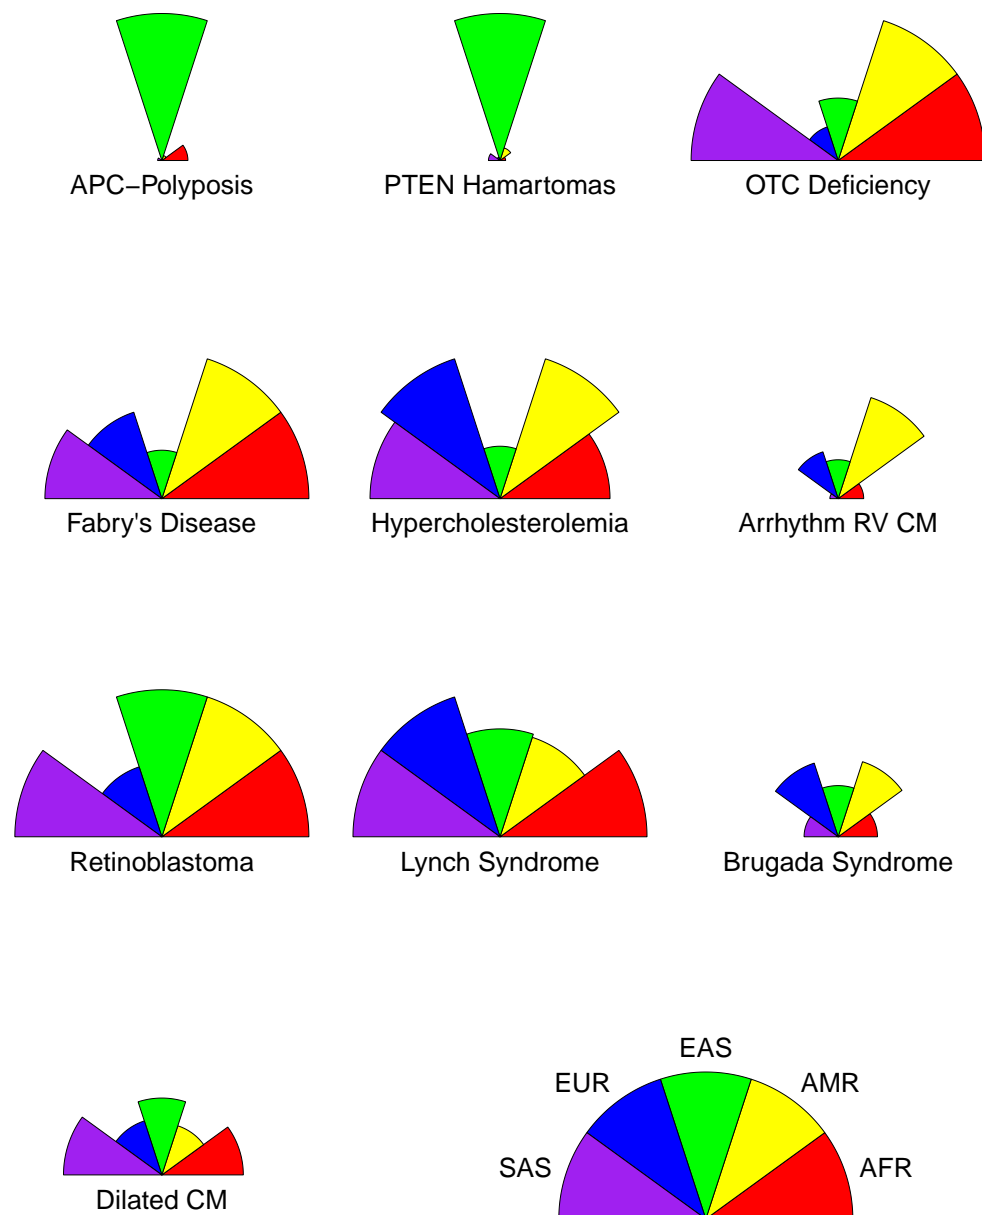 APC−Polyposis
PTEN Hamartomas
OTC Deficiency
Fabry's Disease
Hypercholesterolemia
Arrhythm RV CM
Retinoblastoma
Lynch Syndrome
Brugada Syndrome
Dilated CM
EAS
EUR
AMR
SAS
AFR